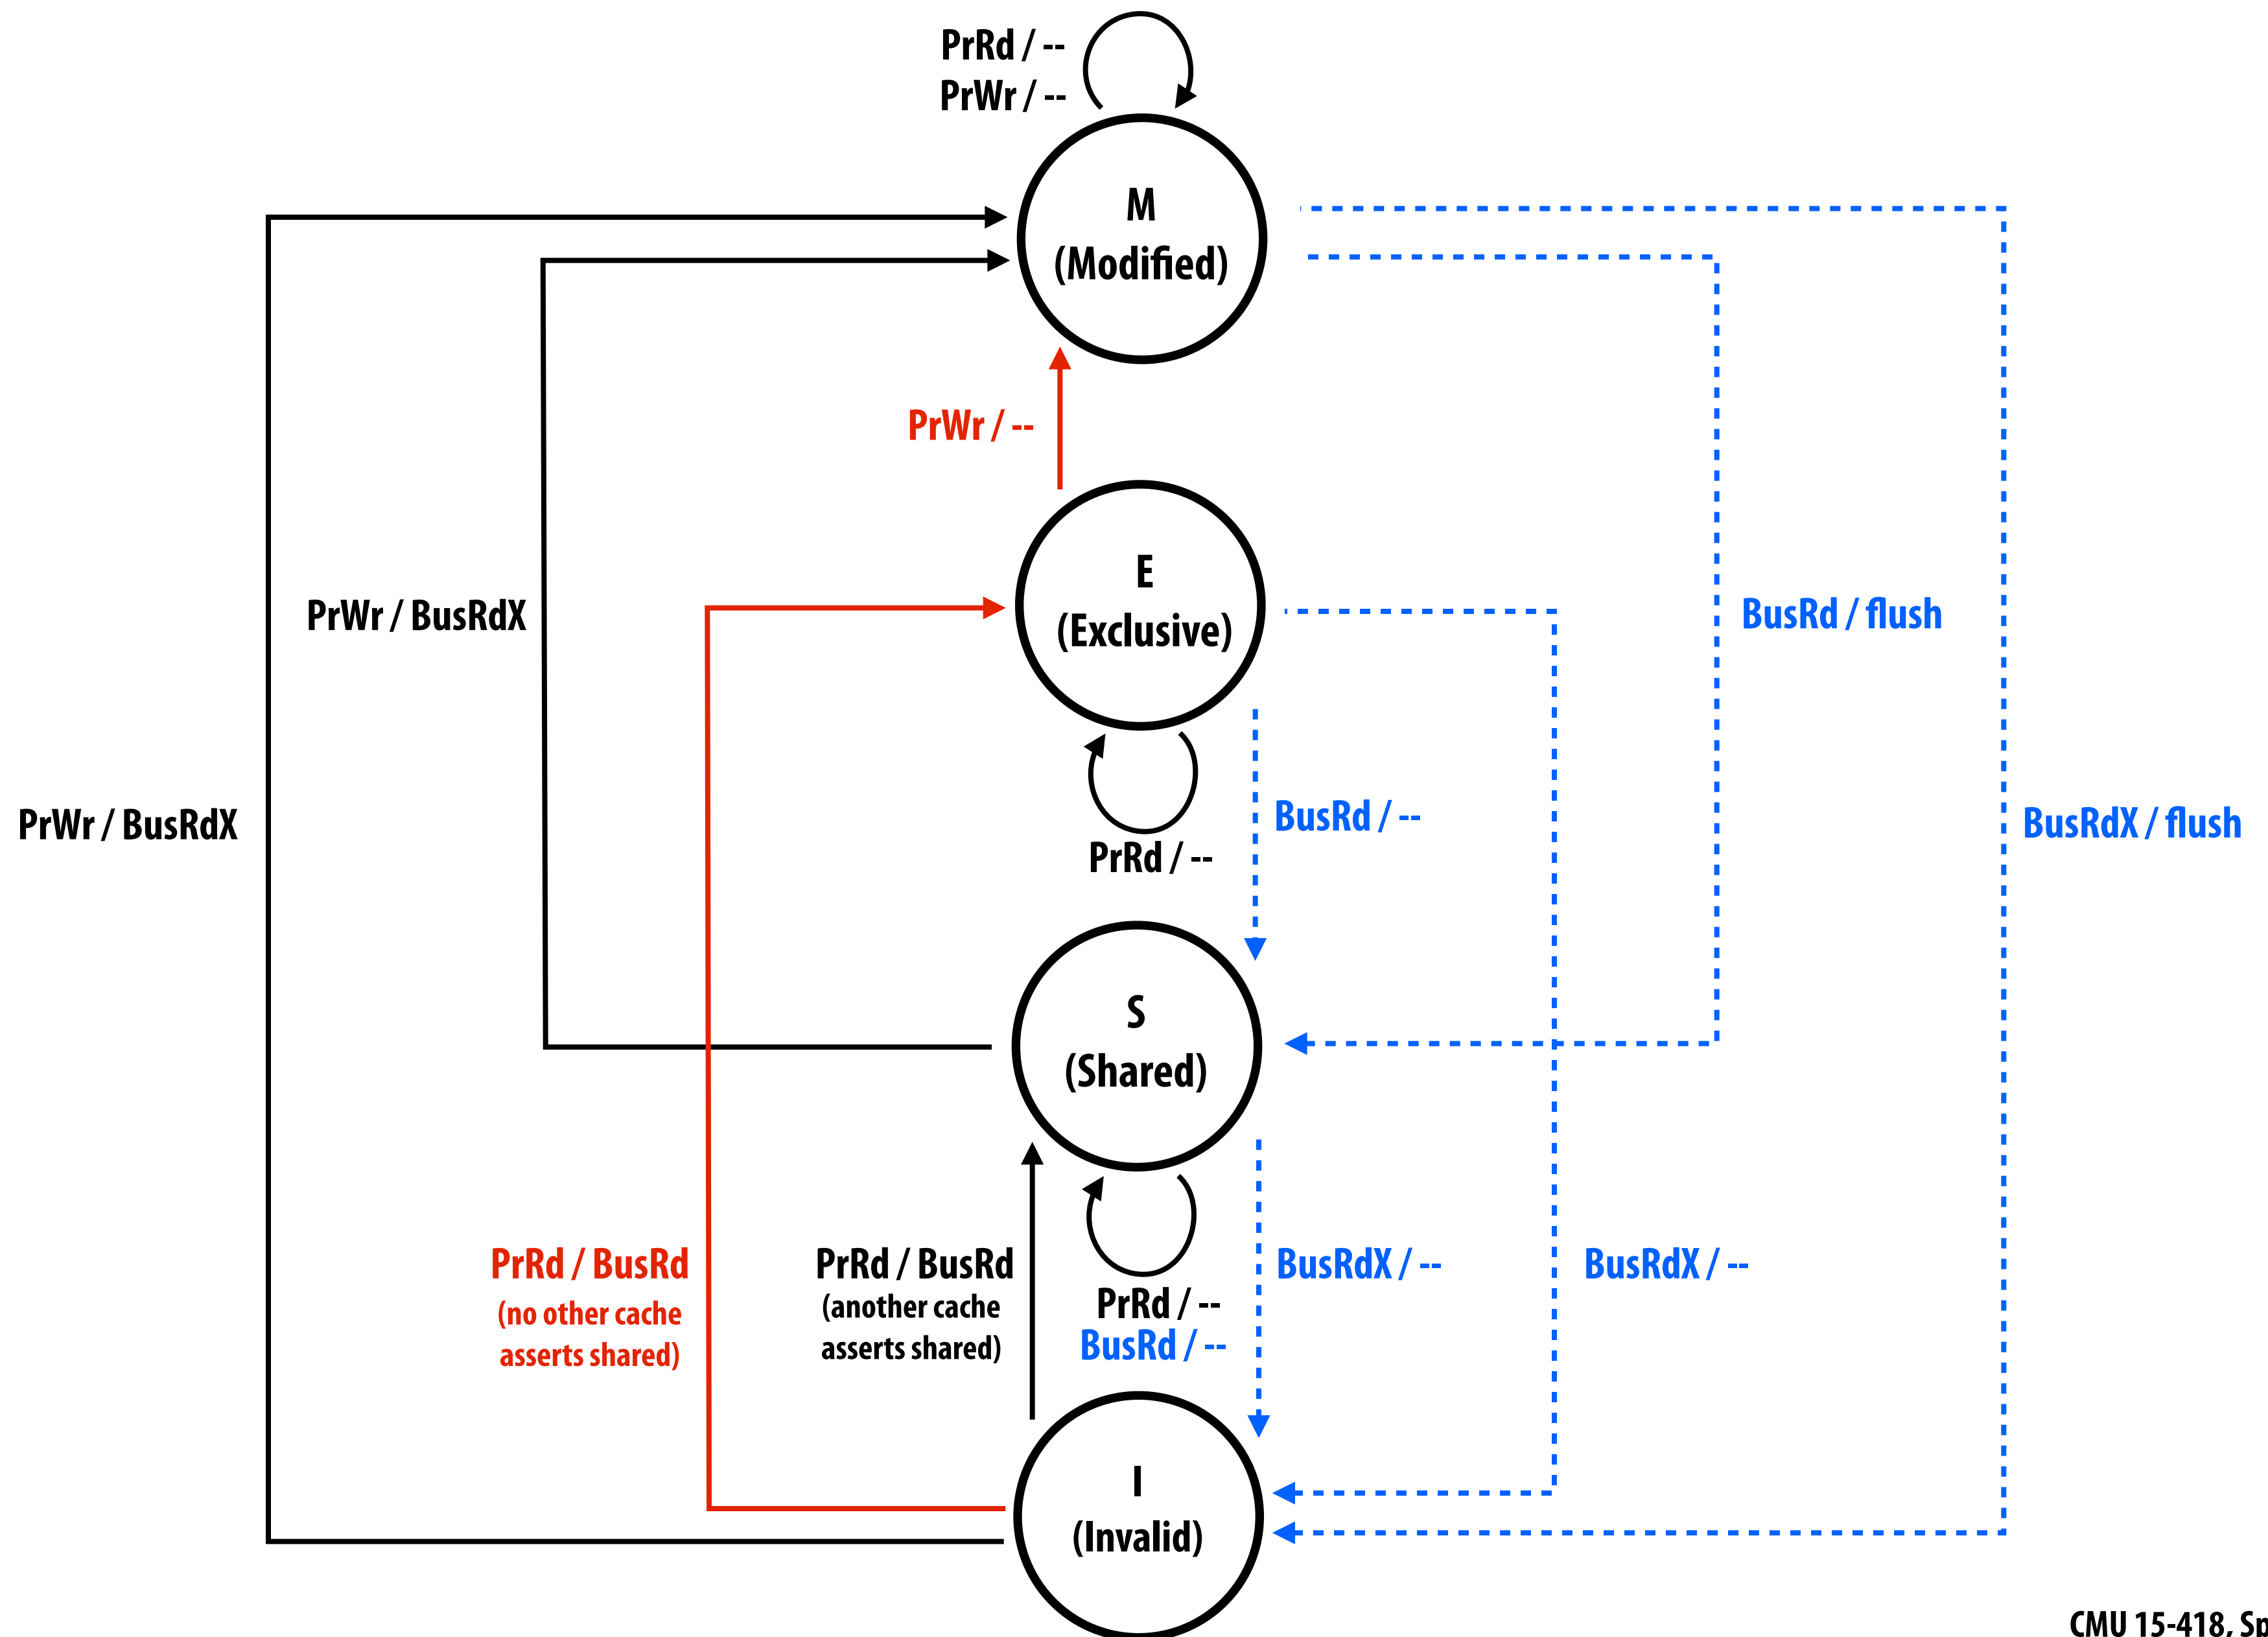 PrRd / --
PrWr / --
M
(Modified)
PrWr / --
E
(Exclusive)
PrWr / BusRdX
BusRd / flush
PrWr / BusRdX
BusRd / --
BusRdX / flush
PrRd / --
S
(Shared)
PrRd / BusRd
(no other cache
asserts shared)
PrRd / BusRd
(another cache
asserts shared)
PrRd / --
BusRd / --
BusRdX / --
BusRdX / --
I
(Invalid)
CMU 15-418,